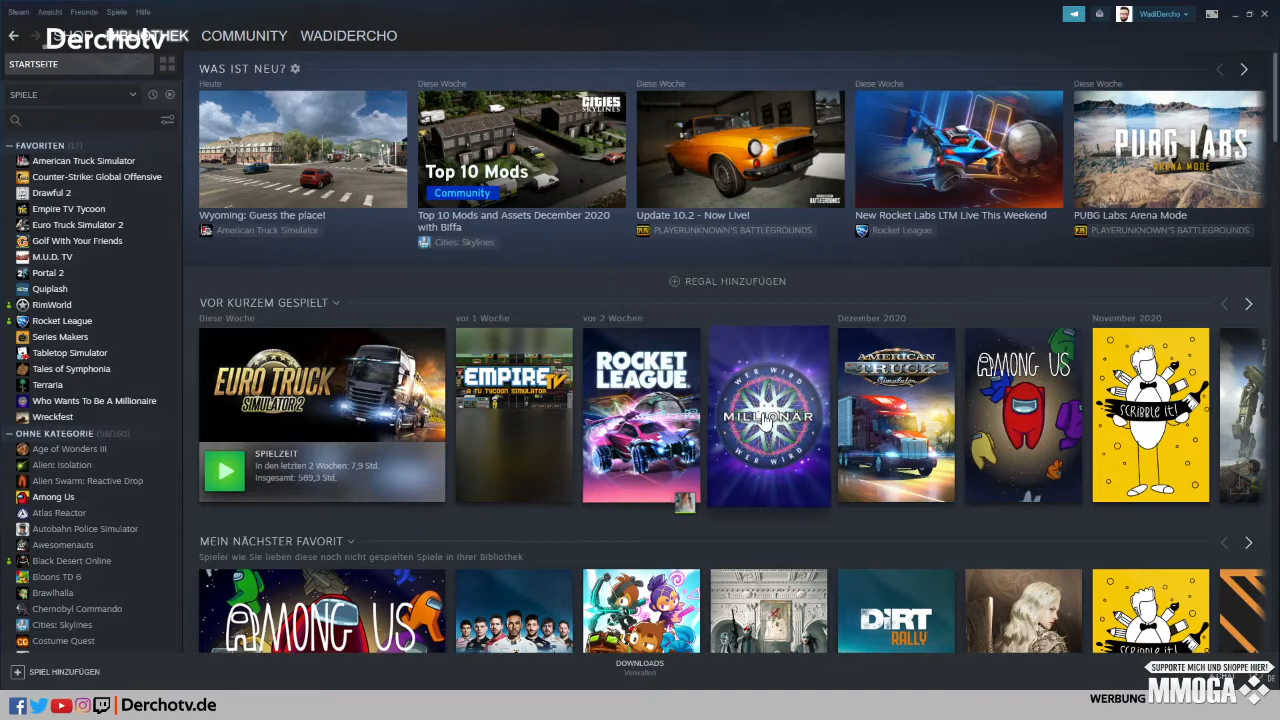 Steam Ansicht Freunde Spiele Hilfe
WadiDercho
SHOP BIBLIOTHEK COMMUNITY WADIDERCHO
Derchotv
STARTSEITE
SPIELE
FAVORITEN (17)
American Truck Simulator
Counter-Strike: Global Offensive
Drawful 2
Empire TV Tycoon
Euro Truck Simulator 2
Golf With Your Friends
M.U.D. TV
Portal 2
Quiplash
RimWorld
Rocket League
Series Makers
Tabletop Simulator
Tales of Symphonia
Terraria
Who Wants To Be A Millionaire
Wreckfest
OHNE KATEGORIE (58/160)
Age of Wonders III
Alien: Isolation
Alien Swarm: Reactive Drop
Among Us
Atlas Reactor
Autobahn Police Simulator
Awesomenauts
Black Desert Online
Bloons TD 6
Brawlhalla
Chernobyl Commando
Cities: Skylines
Costume Quest
SPIEL HINZUFÜGEN
WAS IST NEU?
Heute
Wyoming: Guess the place!
American Truck Simulator
Diese Woche
CITIES SKYLINES
Top 10 Mods
Community
Top 10 Mods and Assets December 2020
with Biffa
Cities: Skylines
Diese Woche
BATTLEGROUNDS
Update 10.2 - Now Live!
PLAYERUNKNOWN'S BATTLEGROUNDS
Diese Woche
New Rocket Labs LTM Live This Weekend
Rocket League
Diese Woche
PUBG LABS
ARENA MODE
PUBG Labs: Arena Mode
PLAYERUNKNOWN'S BATTLEGROUNDS
REGAL HINZUFÜGEN
VOR KURZEM GESPIELT
Diese Woche
EURO TRUCK
SIMULATOR 2
SPIELZEIT
In den letzten 2 Wochen: 7,9 Std.
Insgesamt: 589,3 Std.
vor 1 Woche
EMPIRE TV
A TV TYCOON SIMULATOR
vor 2 Wochen
ROCKET
LEAGUE
WER WIRD
MILLIONÄR
WER WIRD
Dezember 2020
AMERICAN
TRUCK
Simulator
AMONG US
November 2020
SCRIBBLE IT!
MEIN NÄCHSTER FAVORIT
Spieler wie Sie lieben diese noch nicht gespielten Spiele in Ihrer Bibliothek
AMONG US
DiRT
RALLY
SCRIBBLE IT!
DOWNLOADS
Verwalten
SUPPORTE MICH UND SHOPPE HIER!
DE
Derchotv.de
WERBUNG MMOGA